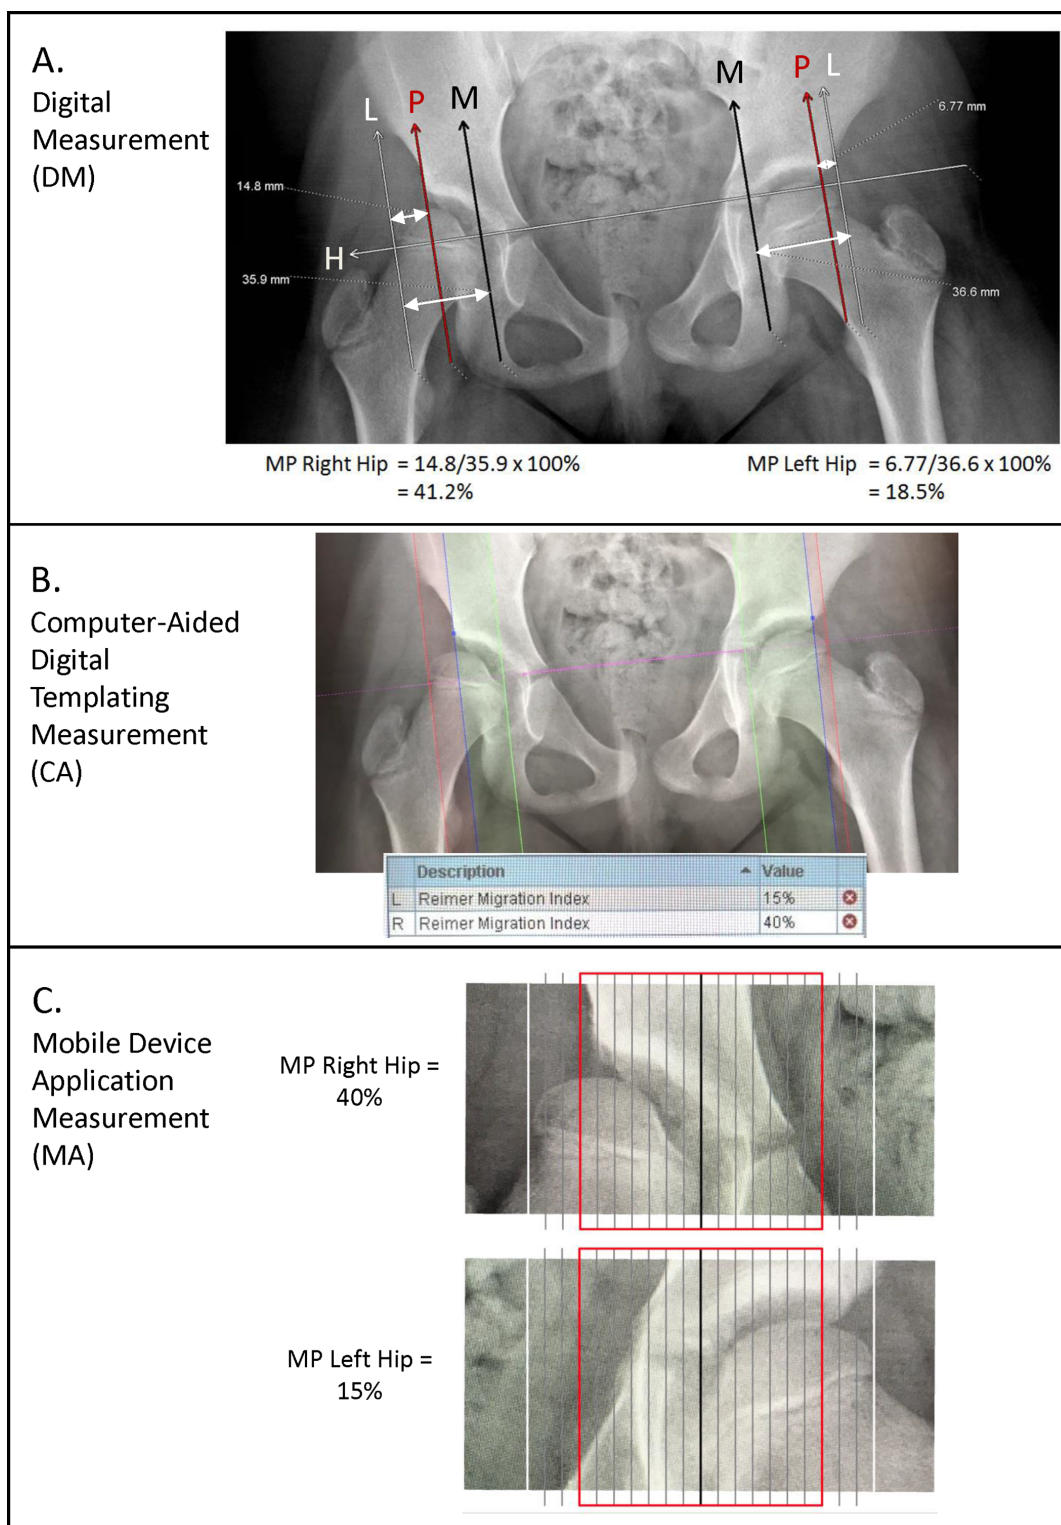 A.
Digital
Measurement
(DM)
L
P
M
M
P
L
6.77 mm
14.8 mm
H
35.9 mm
36.6 mm
MP Right Hip = 14.8/35.9 x 100%
= 41.2%
MP Left Hip = 6.77/36.6 x 100%
= 18.5%
B.
Computer-Aided
Digital
Templating
Measurement
(CA)
Description Value
L Reimer Migration Index 15%
R Reimer Migration Index 40%
C.
Mobile Device
Application
Measurement
(MA)
MP Right Hip =
40%
MP Left Hip =
15%